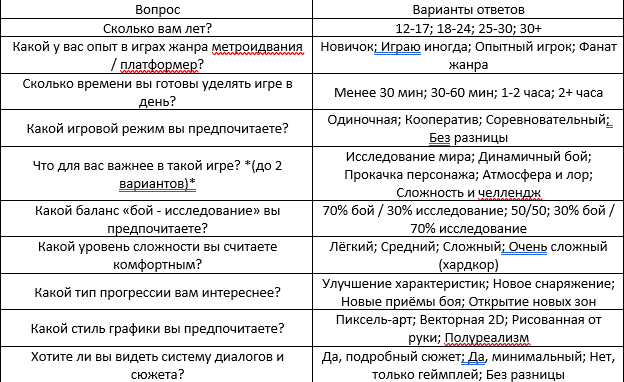 Вопрос
Варианты ответов
Сколько вам лет?
12-17; 18-24; 25-30; 30+
Какой у вас опыт в играх жанра метроидвания
/ платформер?
Новичок; Играю иногда; Опытный игрок; Фанат
жанра
Сколько времени вы готовы уделять игре в
день?
Менее 30 мин; 30-60 мин; 1-2 часа; 2+ часа
Какой игровой режим вы предпочитаете?
Одиночная; Кооператив; Соревновательный;
Без разницы
Что для вас важнее в такой игре? *(до 2
вариантов)*
Исследование мира; Динамичный бой;
Прокачка персонажа; Атмосфера и лор;
Сложность и челлендж
Какой баланс «бой - исследование» вы
предпочитаете?
70% бой / 30% исследование; 50/50; 30% бой /
70% исследование
Какой уровень сложности вы считаете
комфортным?
Лёгкий; Средний; Сложный; Очень сложный
(хардкор)
Какой тип прогрессии вам интереснее?
Улучшение характеристик; Новое снаряжение;
Новые приёмы боя; Открытие новых зон
Какой стиль графики вы предпочитаете?
Пиксель-арт; Векторная 2D; Рисованная от
руки; Полуреализм
Хотите ли вы видеть систему диалогов и
сюжета?
Да, подробный сюжет; Да, минимальный; Нет,
только геймплей; Без разницы